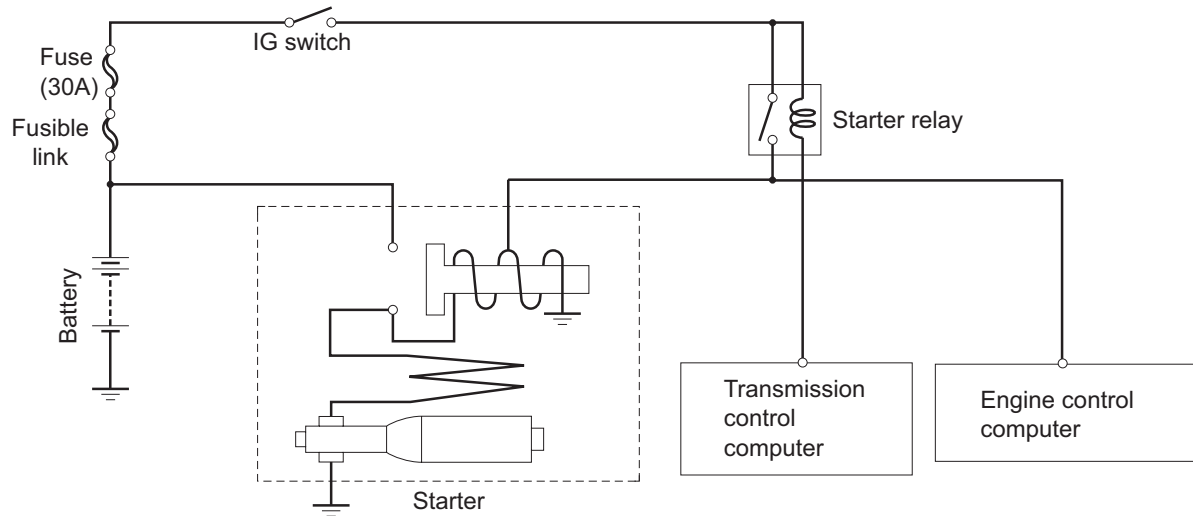 IG switch
Fuse
(30A)
Fusible
link
Starter relay
Battery
Transmission
control
computer
Engine control
computer
Starter